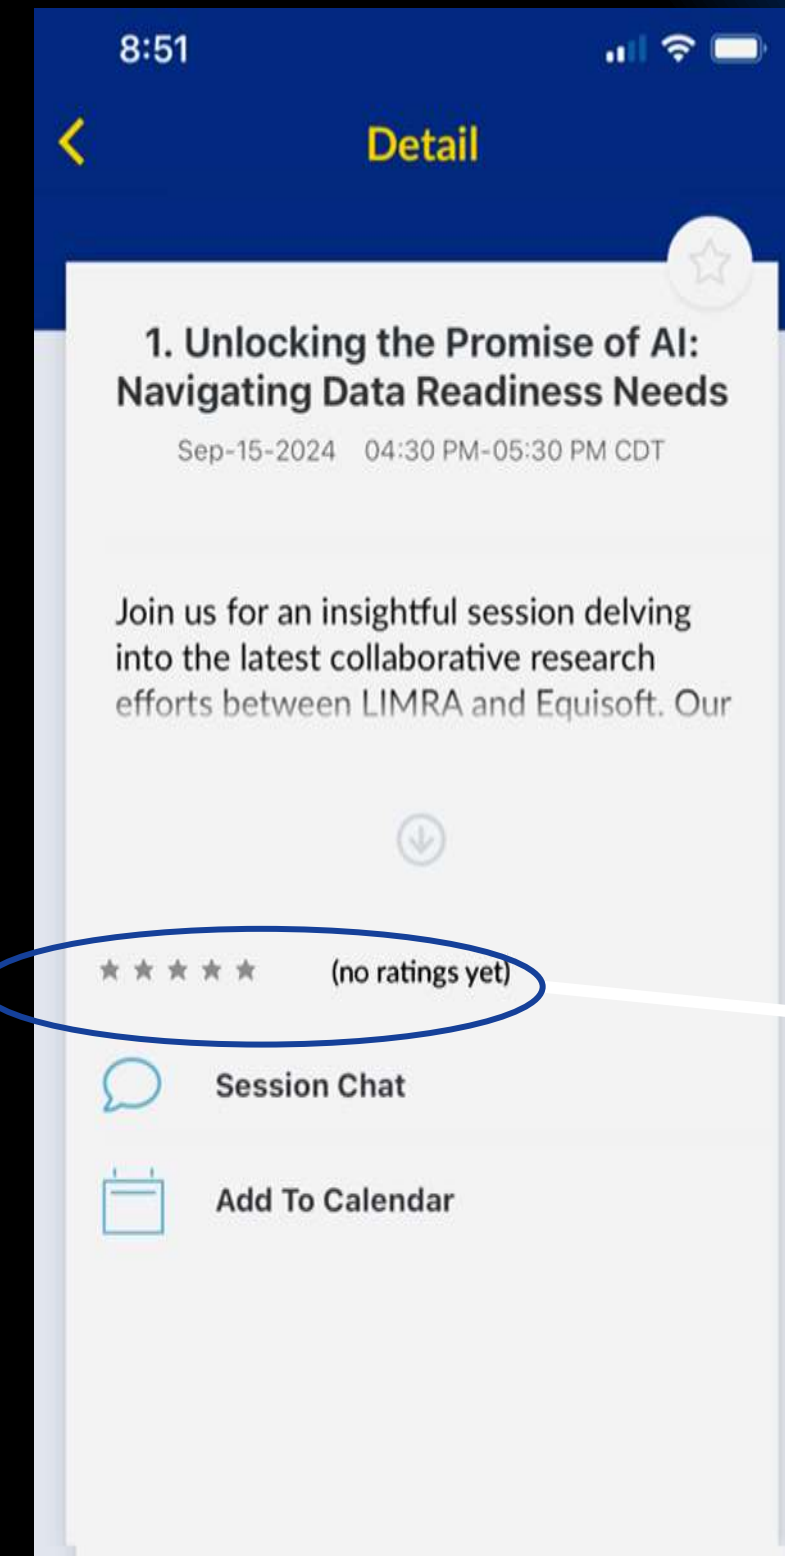 8:51
Detail
1. Unlocking the Promise of AI:
Navigating Data Readiness Needs
Sep-15-2024 04:30 PM-05:30 PM CDT
Join us for an insightful session delving
into the latest collaborative research
efforts between LIMRA and Equisoft. Our
(no ratings yet)
Session Chat
Add To Calendar